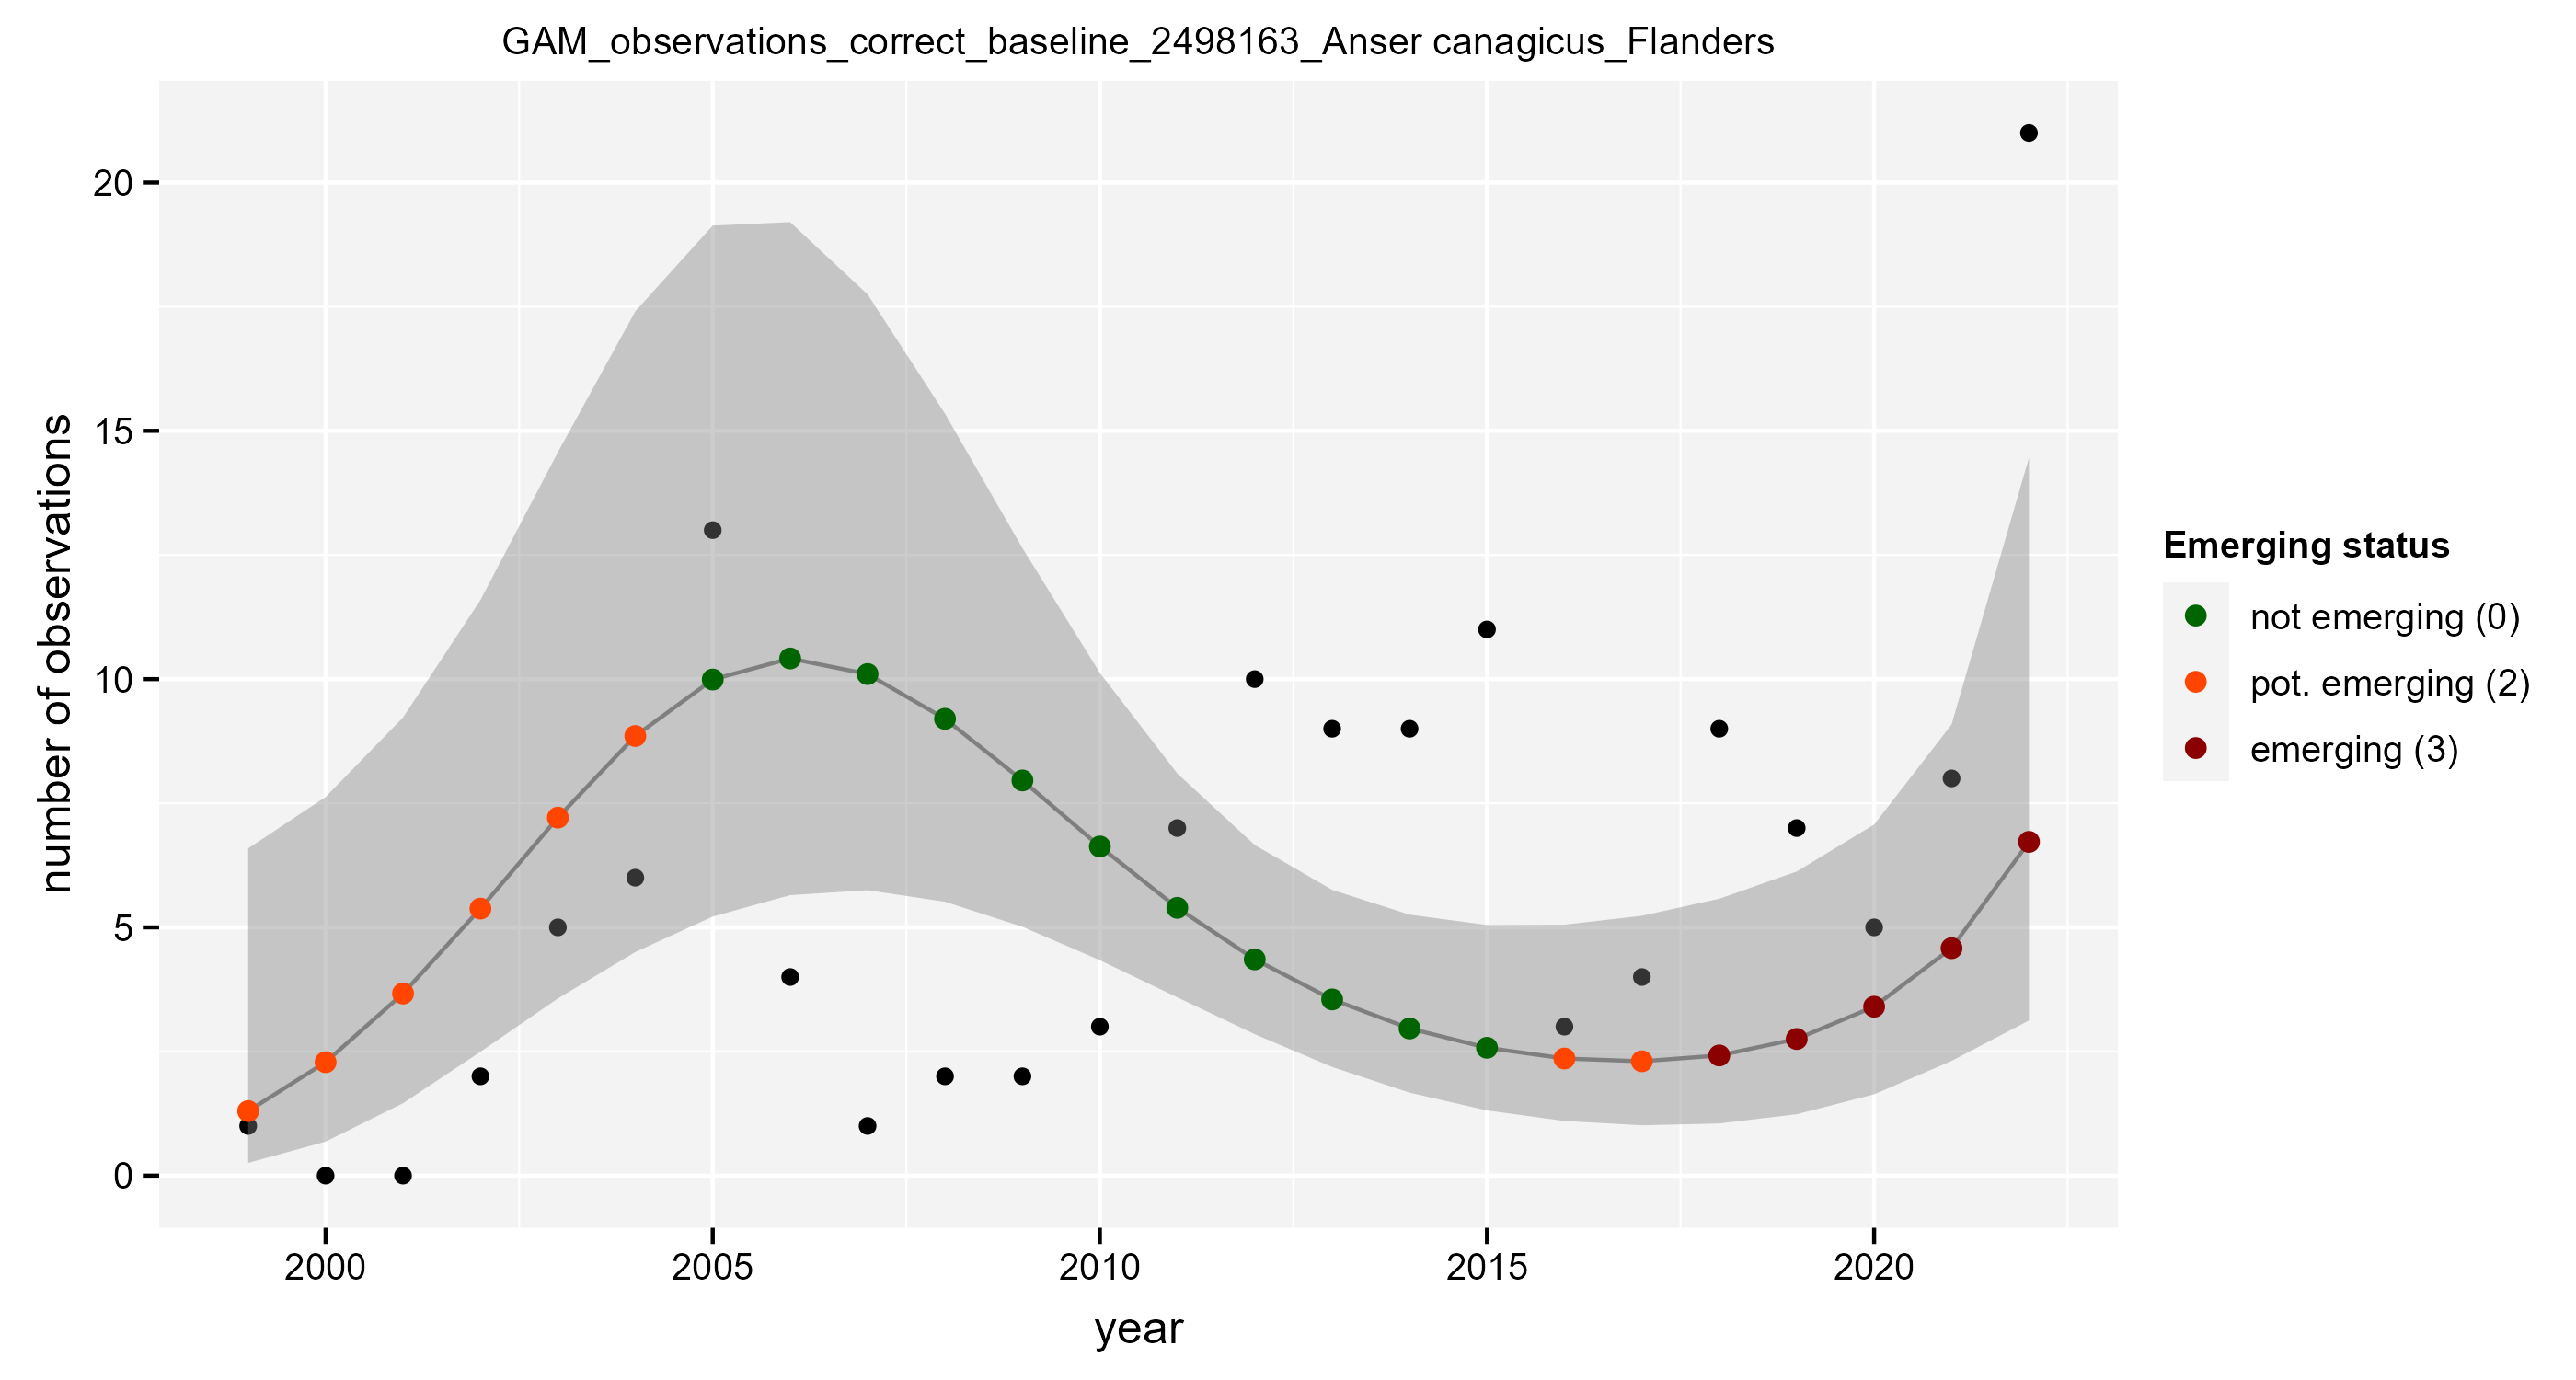 GAM_observations_correct_baseline_2498163_Anser canagicus_Flanders
number of observations
20
15
10
5
0
2000 2005 2010 2015 2020
year
Emerging status
not emerging (0)
pot. emerging (2)
emerging (3)